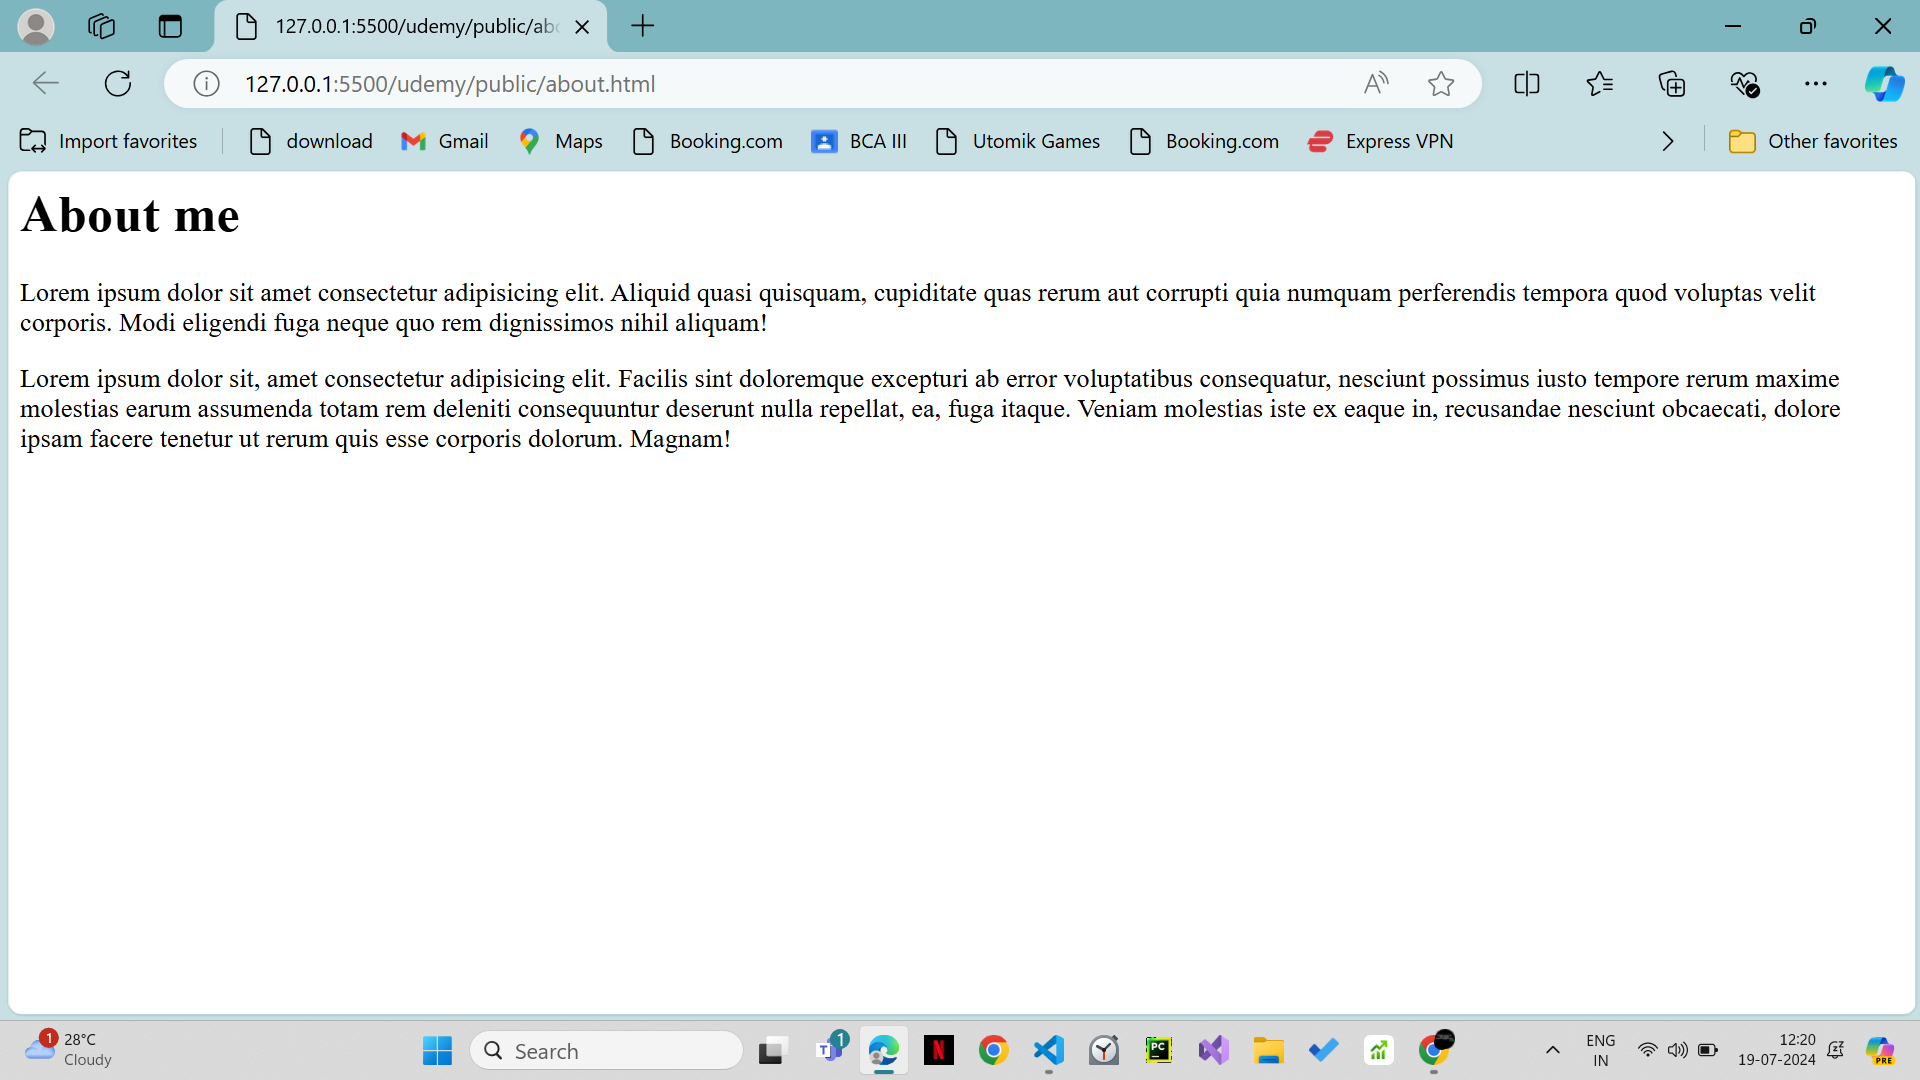 127.0.0.1:5500/udemy/public/abo
127.0.0.1:5500/udemy/public/about.html
Import favorites
download
Gmail
Maps
Booking.com
BCA III
Utomik Games
Booking.com
Express VPN
Other favorites
About me
Lorem ipsum dolor sit amet consectetur adipisicing elit. Aliquid quasi quisquam, cupiditate quas rerum aut corrupti quia numquam perferendis tempora quod voluptas velit
corporis. Modi eligendi fuga neque quo rem dignissimos nihil aliquam!
Lorem ipsum dolor sit, amet consectetur adipisicing elit. Facilis sint doloremque excepturi ab error voluptatibus consequatur, nesciunt possimus iusto tempore rerum maxime
molestias earum assumenda totam rem deleniti consequuntur deserunt nulla repellat, ea, fuga itaque. Veniam molestias iste ex eaque in, recusandae nesciunt obcaecati, dolore
ipsam facere tenetur ut rerum quis esse corporis dolorum. Magnam!
1
28°C
Cloudy
Search
1
T
N
PC
ENG
IN
12:20
19-07-2024
PRE